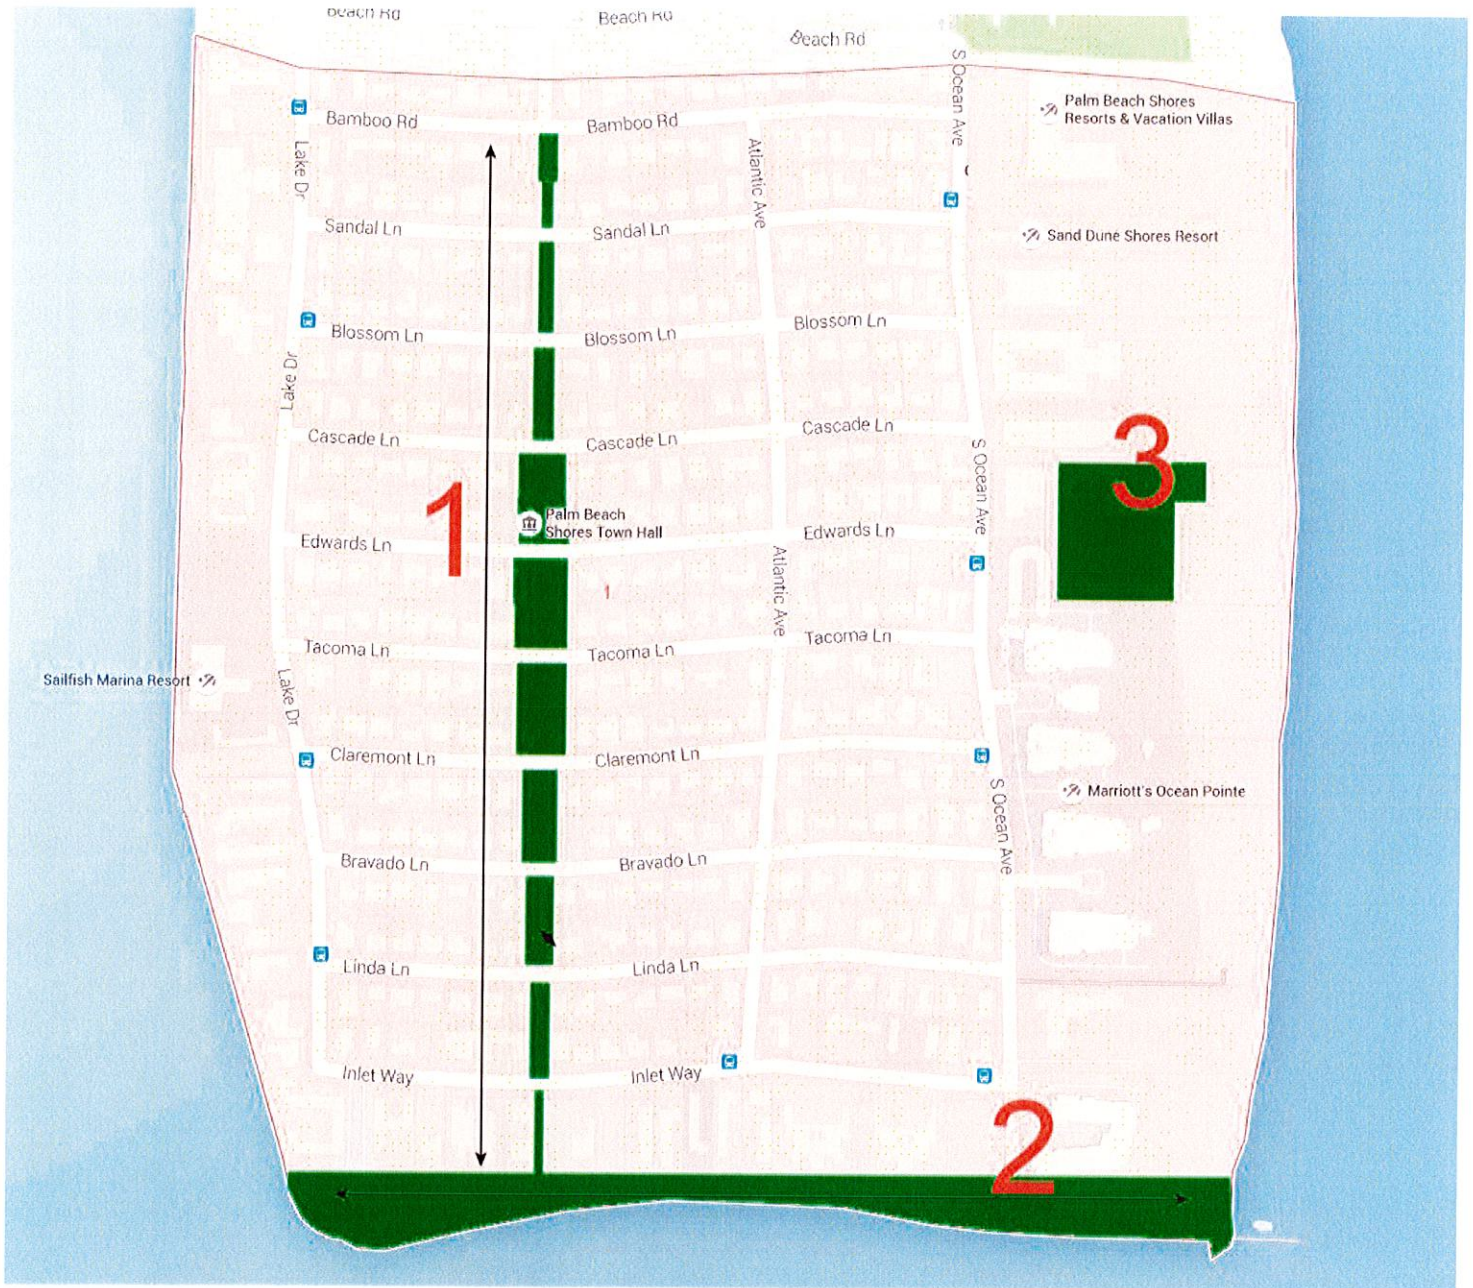 Beach Rd
Beach Rd
Beach Rd
S Ocean Ave
Palm Beach Shores
Resorts & Vacation Villas
Bamboo Rd
Bamboo Rd
Lake Dr
Atlantic Ave
Sandal Ln
Sandal Ln
Sand Dune Shores Resort
Blossom Ln
Blossom Ln
Blossom Ln
Lake Dr
Cascade Ln
Cascade Ln
Cascade Ln
S Ocean Ave
3
1
Palm Beach
Shores Town Hall
Edwards Ln
Edwards Ln
Atlantic Ave
1
Tacoma Ln
Tacoma Ln
Tacoma Ln
Sailfish Marina Resort
Lake Dr
Claremont Ln
Claremont Ln
S Ocean Ave
Marriott's Ocean Pointe
Bravado Ln
Bravado Ln
Linda Ln
Linda Ln
Inlet Way
Inlet Way
2